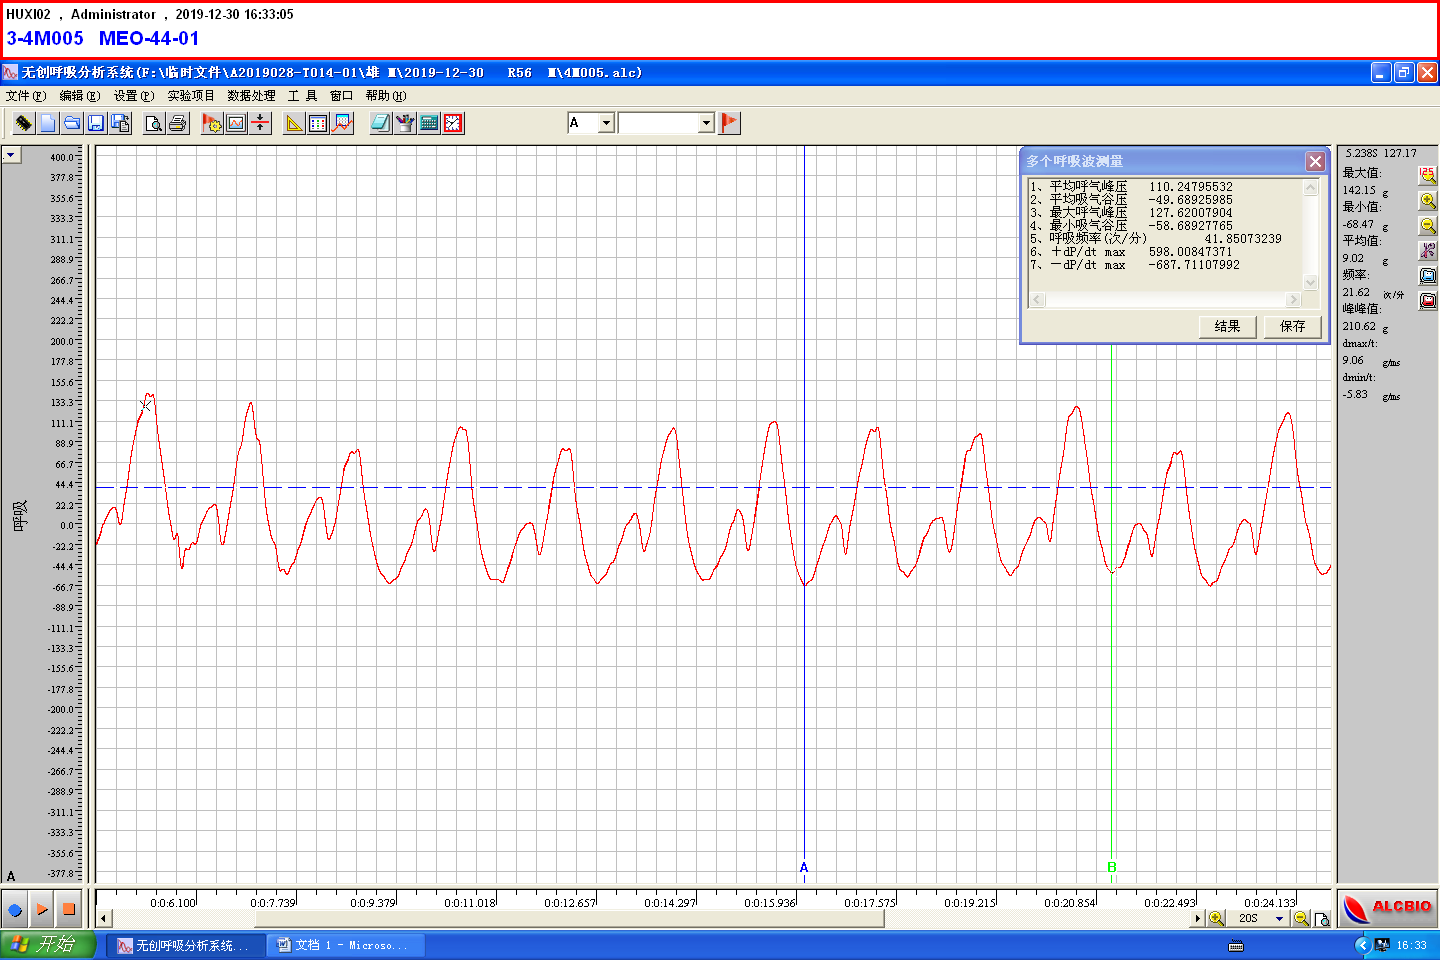 HUXI02 , Administrator , 2019-12-30 16:33:05
3-4M005 MEO-44-01
无创呼吸分析系统(F:\临时文件\A2019028-T014-01\雄 M\2019-12-30 R56 M\4M005.alc)
文件(F) 编辑(E) 设置(P) 实验项目 数据处理 工 具 窗口 帮助(H)
A
400.0
377.8
355.6
333.3
311.1
288.9
266.7
244.4
222.2
200.0
177.8
155.6
133.3
111.1
88.9
66.7
44.4
22.2
0.0
-22.2
-44.4
-66.7
-88.9
-111.1
-133.3
-155.6
-177.8
-200.0
-222.2
-244.4
-266.7
-288.9
-311.1
-333.3
-355.6
-377.8
呼吸
A
多个呼吸波测量
1、平均呼气峰压 110.24795532
2、平均吸气谷压 -49.68925985
3、最大呼气峰压 127.62007904
4、最小吸气谷压 -58.68927765
5、呼吸频率(次/分) 41.85073239
6、＋dP/dt max 598.00847371
7、－dP/dt max -687.71107992
结果 保存
A B
5.238S 127.17
最大值:
142.15 g
最小值:
-68.47 g
平均值:
9.02 g
频率:
21.62 次/分
峰峰值:
210.62 g
dmax/t:
9.06 g/ms
dmin/t:
-5.83 g/ms
125
0:0:6.100 0:0:7.739 0:0:9.379 0:0:11.018 0:0:12.657 0:0:14.297 0:0:15.936 0:0:17.575 0:0:19.215 0:0:20.854 0:0:22.493 0:0:24.133
20S
ALCBIO
开始 无创呼吸分析系统... 文档 1 - Microso... 16:33